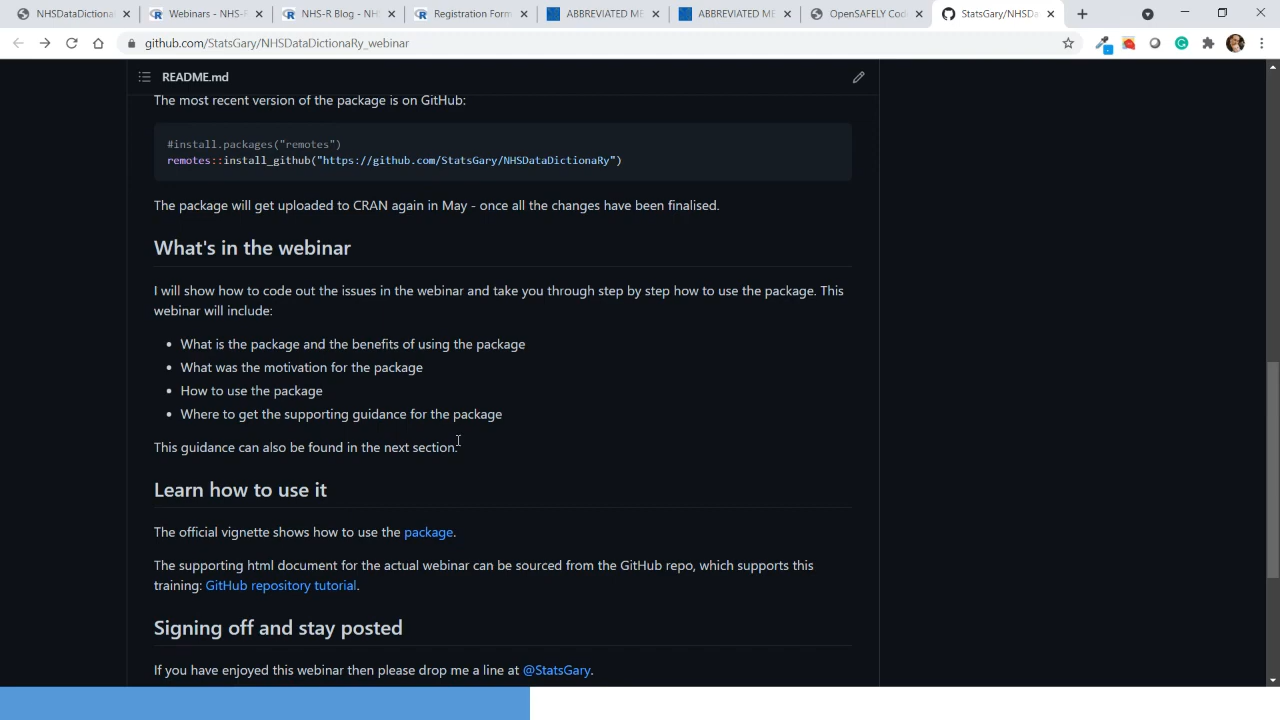 NHSDataDictiona
Webinars - NHS-R
NHS-R Blog - NH
Registration Form
ABBREVIATED ME
ABBREVIATED ME
OpenSAFELY Cod
StatsGary/NHSDa
github.com/StatsGary/NHSDataDictionaRy_webinar
README.md
The most recent version of the package is on GitHub:
#install.packages("remotes")
remotes::install_github("https://github.com/StatsGary/NHSDataDictionaRy")
The package will get uploaded to CRAN again in May - once all the changes have been finalised.
What's in the webinar
I will show how to code out the issues in the webinar and take you through step by step how to use the package. This
webinar will include:
• What is the package and the benefits of using the package
• What was the motivation for the package
• How to use the package
• Where to get the supporting guidance for the package
This guidance can also be found in the next section.
Learn how to use it
The official vignette shows how to use the package.
The supporting html document for the actual webinar can be sourced from the GitHub repo, which supports this
training: GitHub repository tutorial.
Signing off and stay posted
If you have enjoyed this webinar then please drop me a line at @StatsGary.